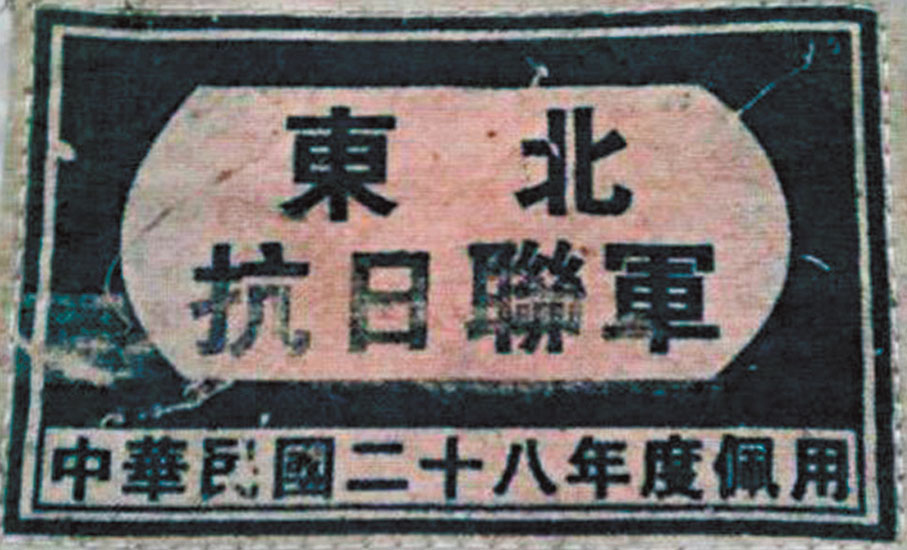 東北
抗日聯軍
中華民國二十八年度佩用